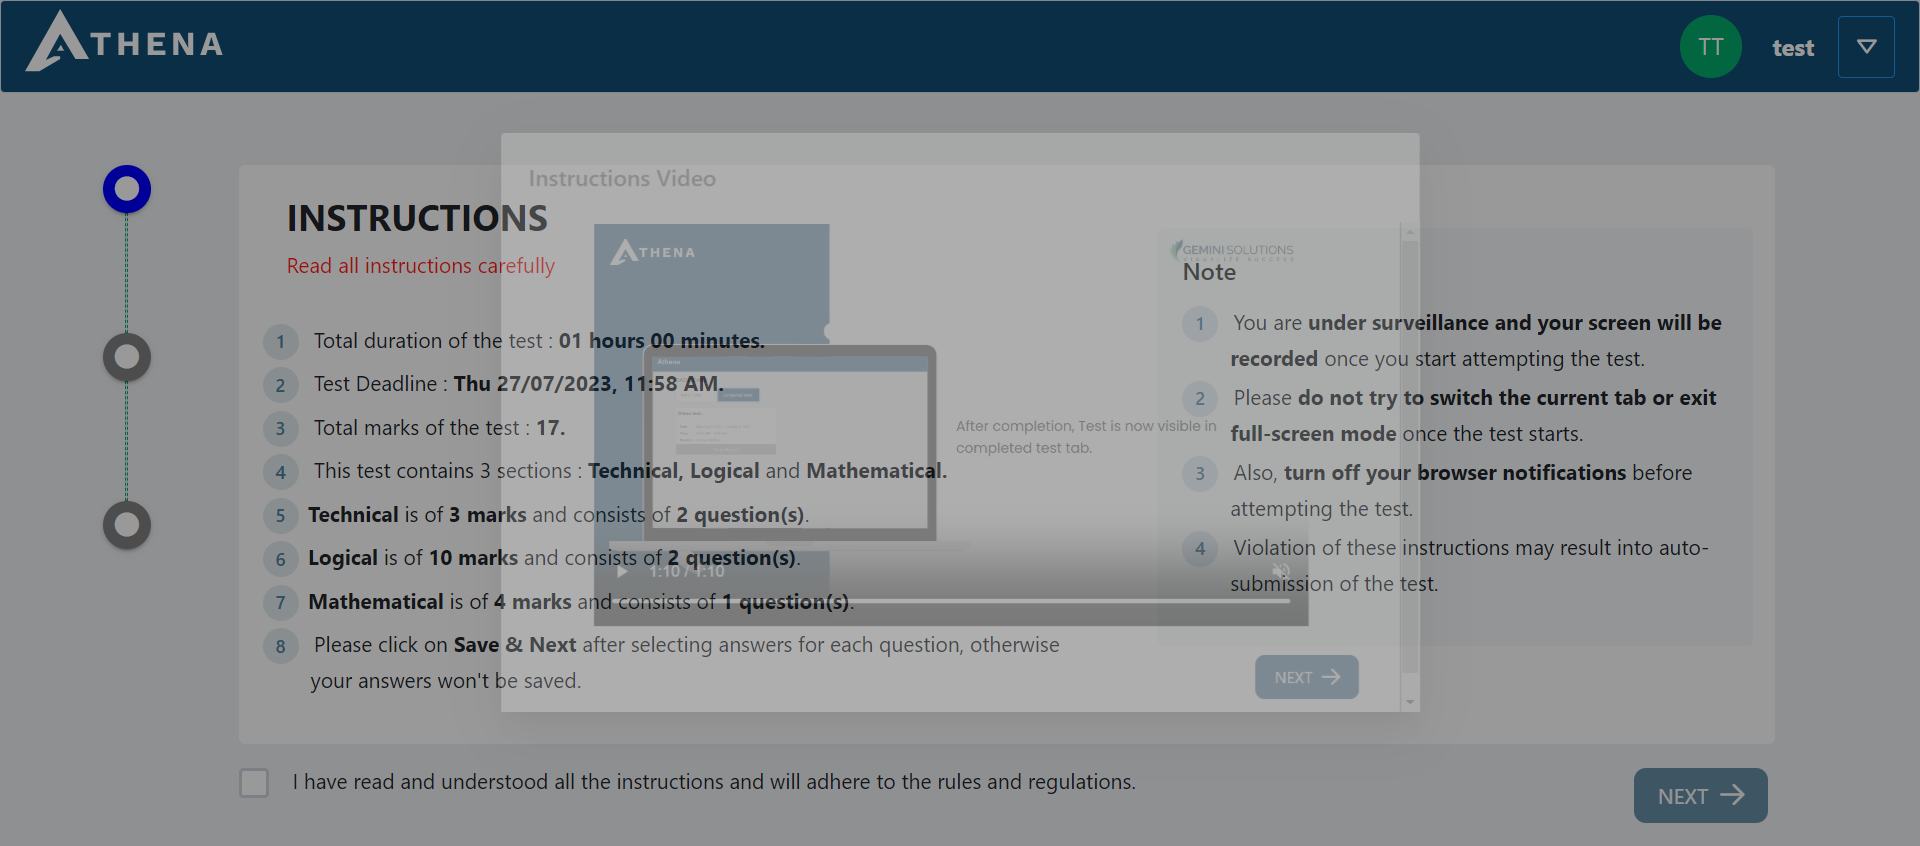 ATHENA
TT
test
Instructions Video
INSTRUCTIONS
Read all instructions carefully
1 Total duration of the test : 01 hours 00 minutes.
2 Test Deadline : Thu 27/07/2023, 11:58 AM.
3 Total marks of the test : 17.
4 This test contains 3 sections : Technical, Logical and Mathematical.
5 Technical is of 3 marks and consists of 2 question(s).
6 Logical is of 10 marks and consists of 2 question(s).
7 Mathematical is of 4 marks and consists of 1 question(s).
8 Please click on Save & Next after selecting answers for each question, otherwise
your answers won't be saved.
ATHENA
Athena
After completion, Test is now visible in
completed test tab.
1:10 / 4:10
GEMINI SOLUTIONS
Note
1 You are under surveillance and your screen will be
recorded once you start attempting the test.
2 Please do not try to switch the current tab or exit
full-screen mode once the test starts.
3 Also, turn off your browser notifications before
attempting the test.
4 Violation of these instructions may result into auto-
submission of the test.
NEXT
I have read and understood all the instructions and will adhere to the rules and regulations.
NEXT